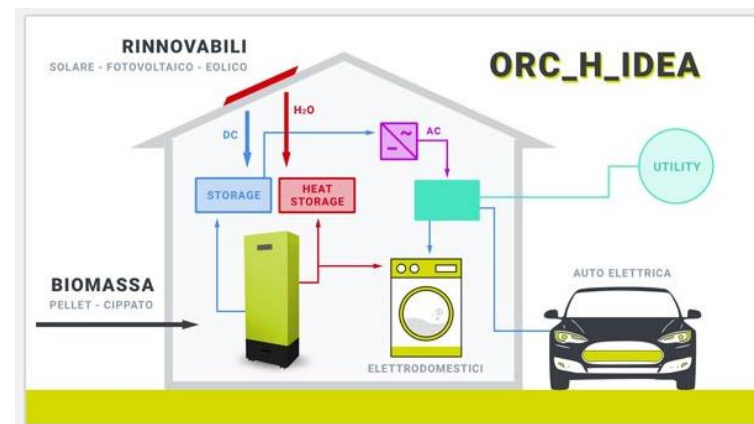 RINNOVABILI
SOLARE - FOTOVOLTAICO - EOLICO
ORC_H_IDEA
H₂O
DC
AC
STORAGE
HEAT
STORAGE
UTILITY
BIOMASSA
PELLET - CIPPATO
AUTO ELETTRICA
ELETTRODOMESTICI